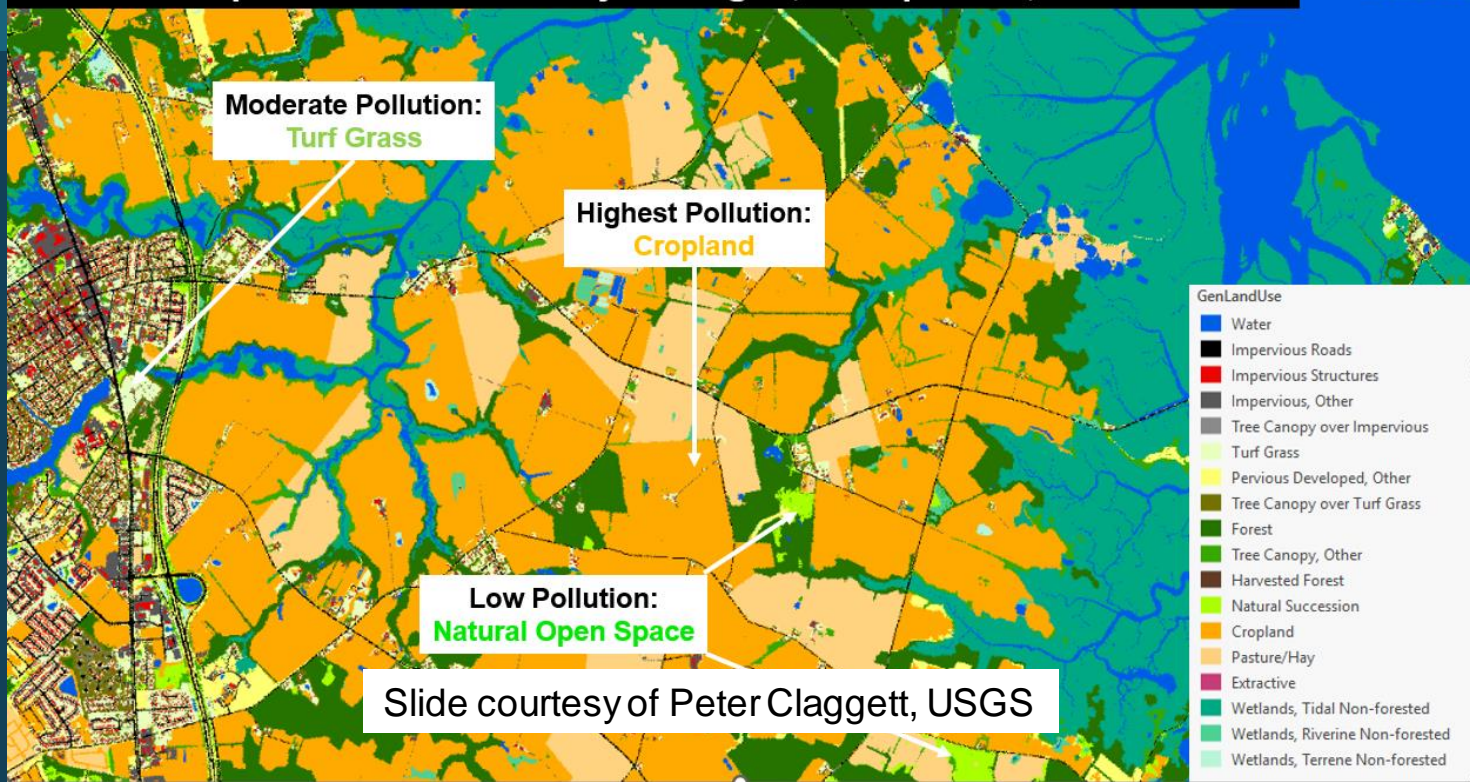 Moderate Pollution:
Turf Grass
Highest Pollution:
Cropland
Low Pollution:
Natural Open Space
Slide courtesy of Peter Claggett, USGS
GenLandUse
Water
Impervious Roads
Impervious Structures
Impervious, Other
Tree Canopy over Impervious
Turf Grass
Pervious Developed, Other
Tree Canopy over Turf Grass
Forest
Tree Canopy, Other
Harvested Forest
Natural Succession
Cropland
Pasture/Hay
Extractive
Wetlands, Tidal Non-forested
Wetlands, Riverine Non-forested
Wetlands, Terrene Non-forested